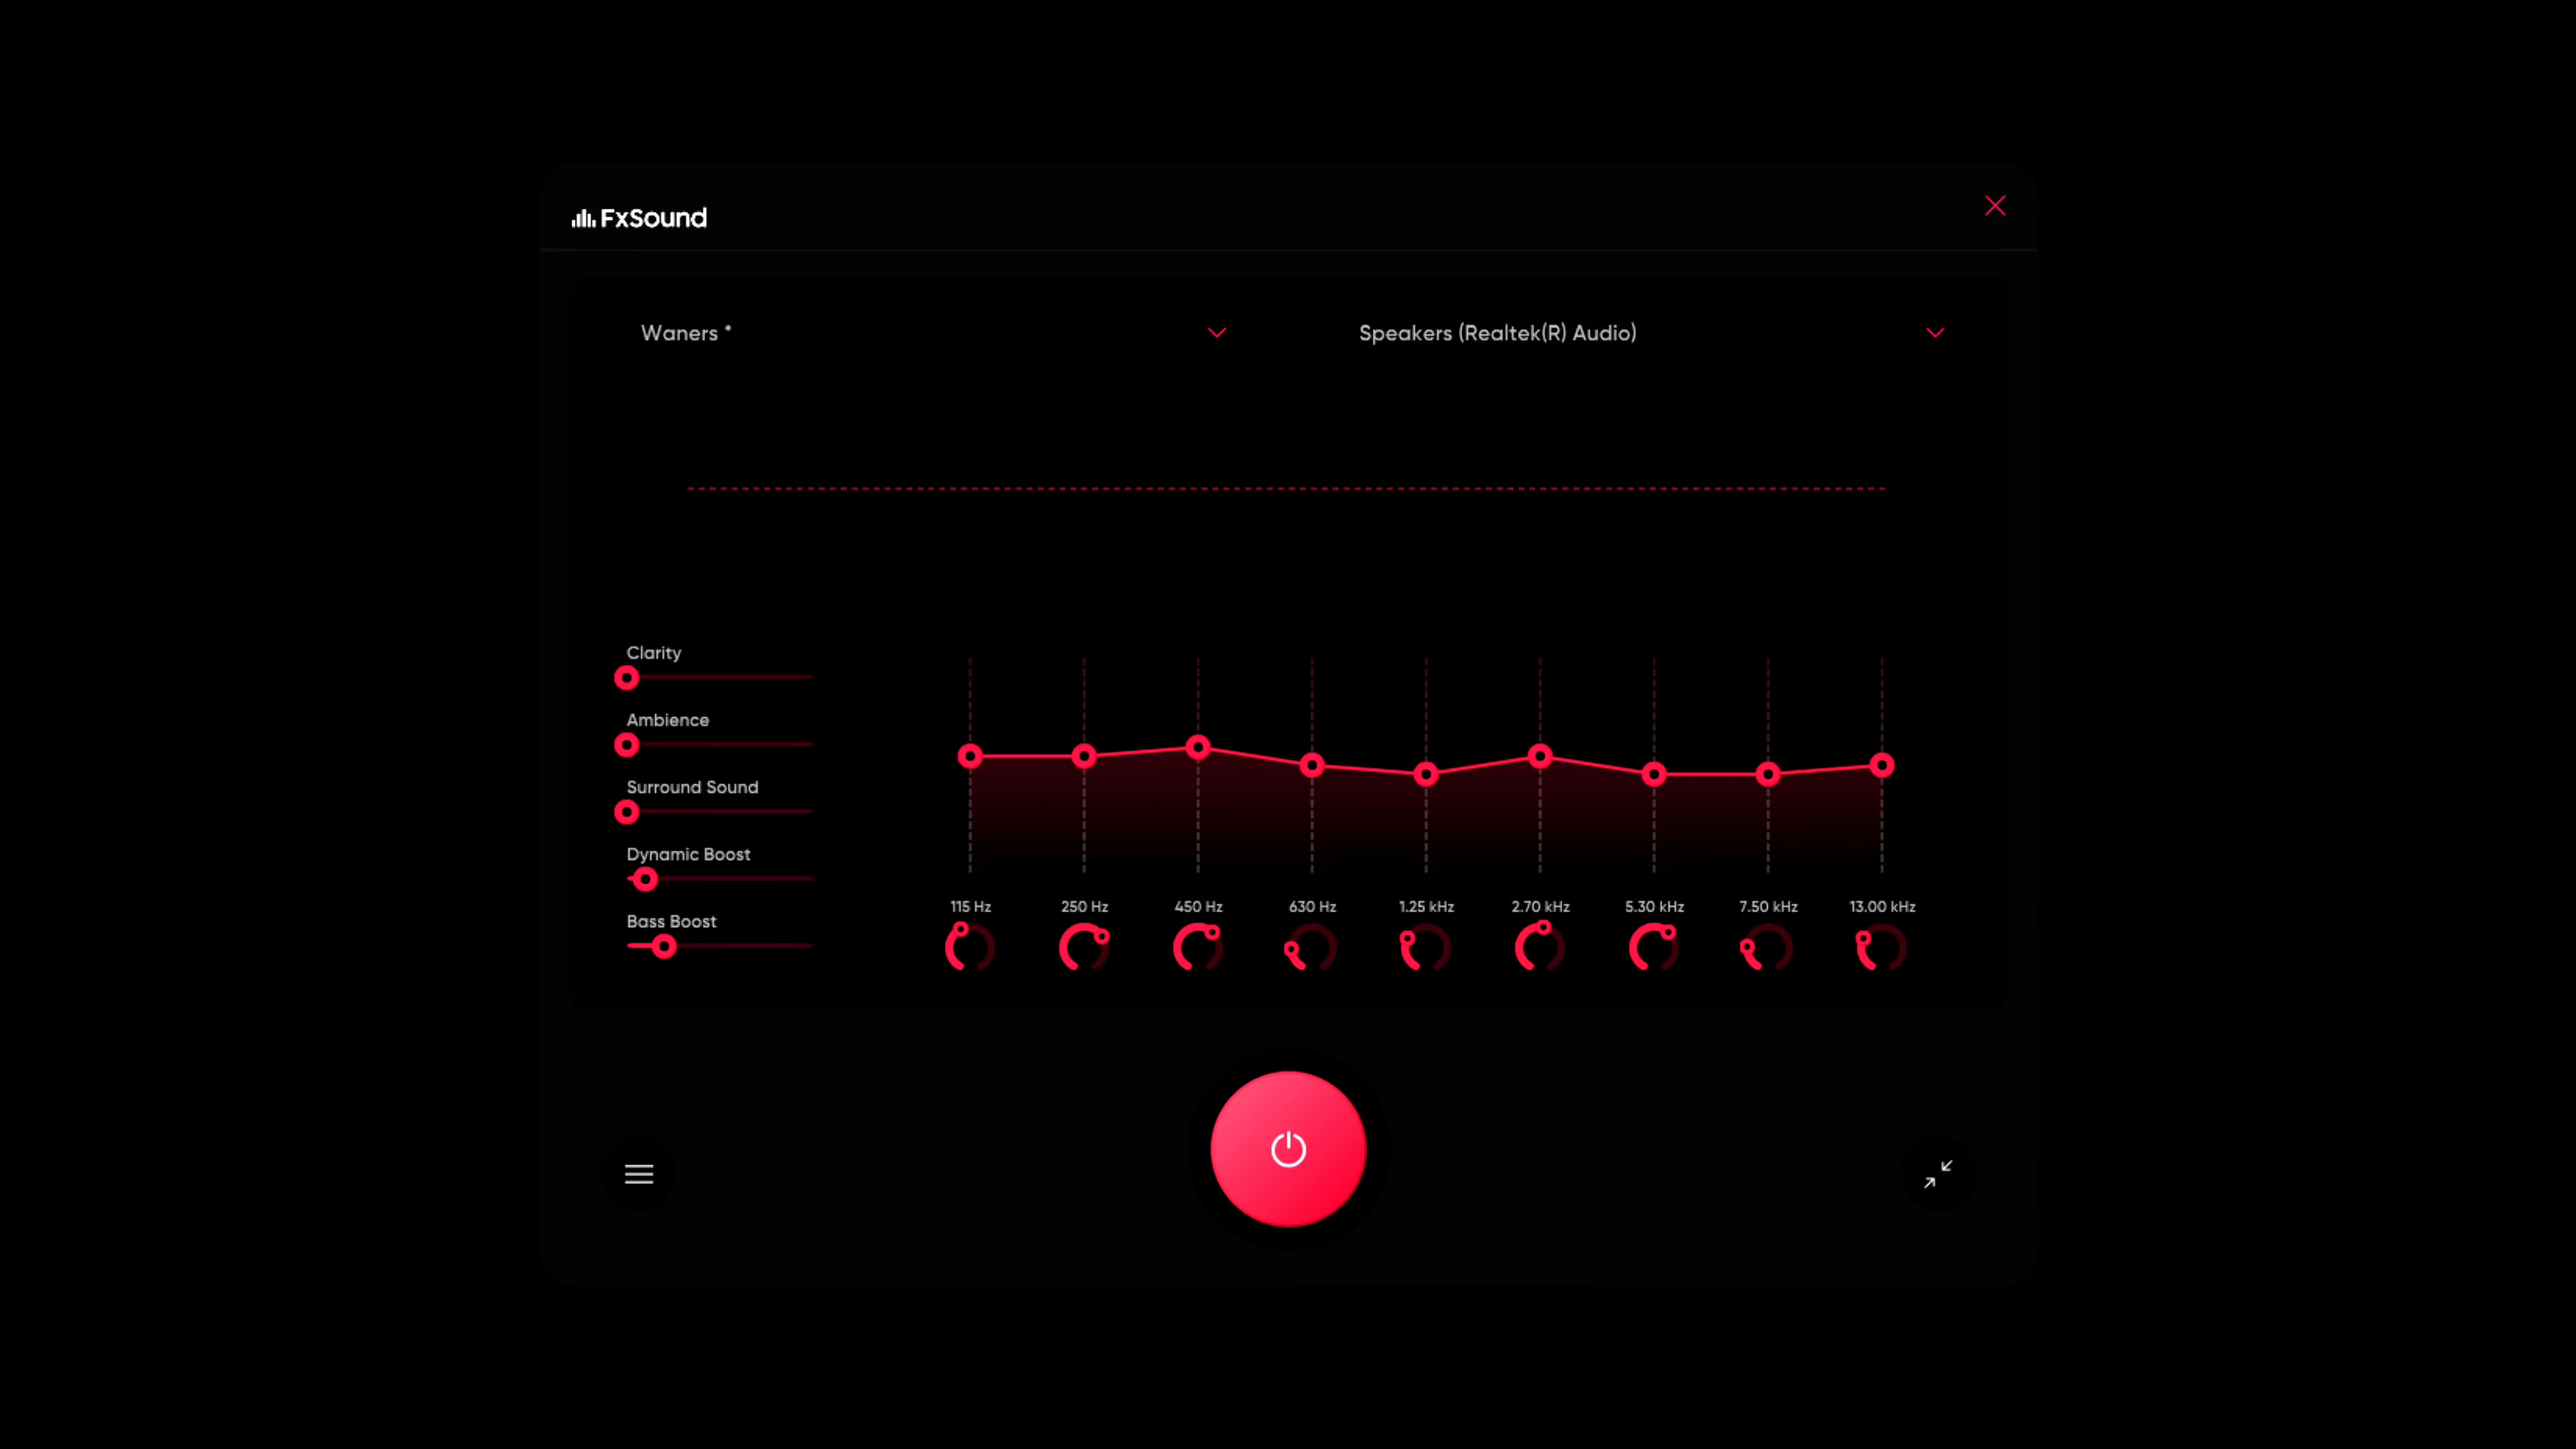 FxSound
Waners *
Speakers (Realtek(R) Audio)
Clarity
Ambience
Surround Sound
Dynamic Boost
Bass Boost
115 Hz 250 Hz 450 Hz 630 Hz 1.25 kHz 2.70 kHz 5.30 kHz 7.50 kHz 13.00 kHz